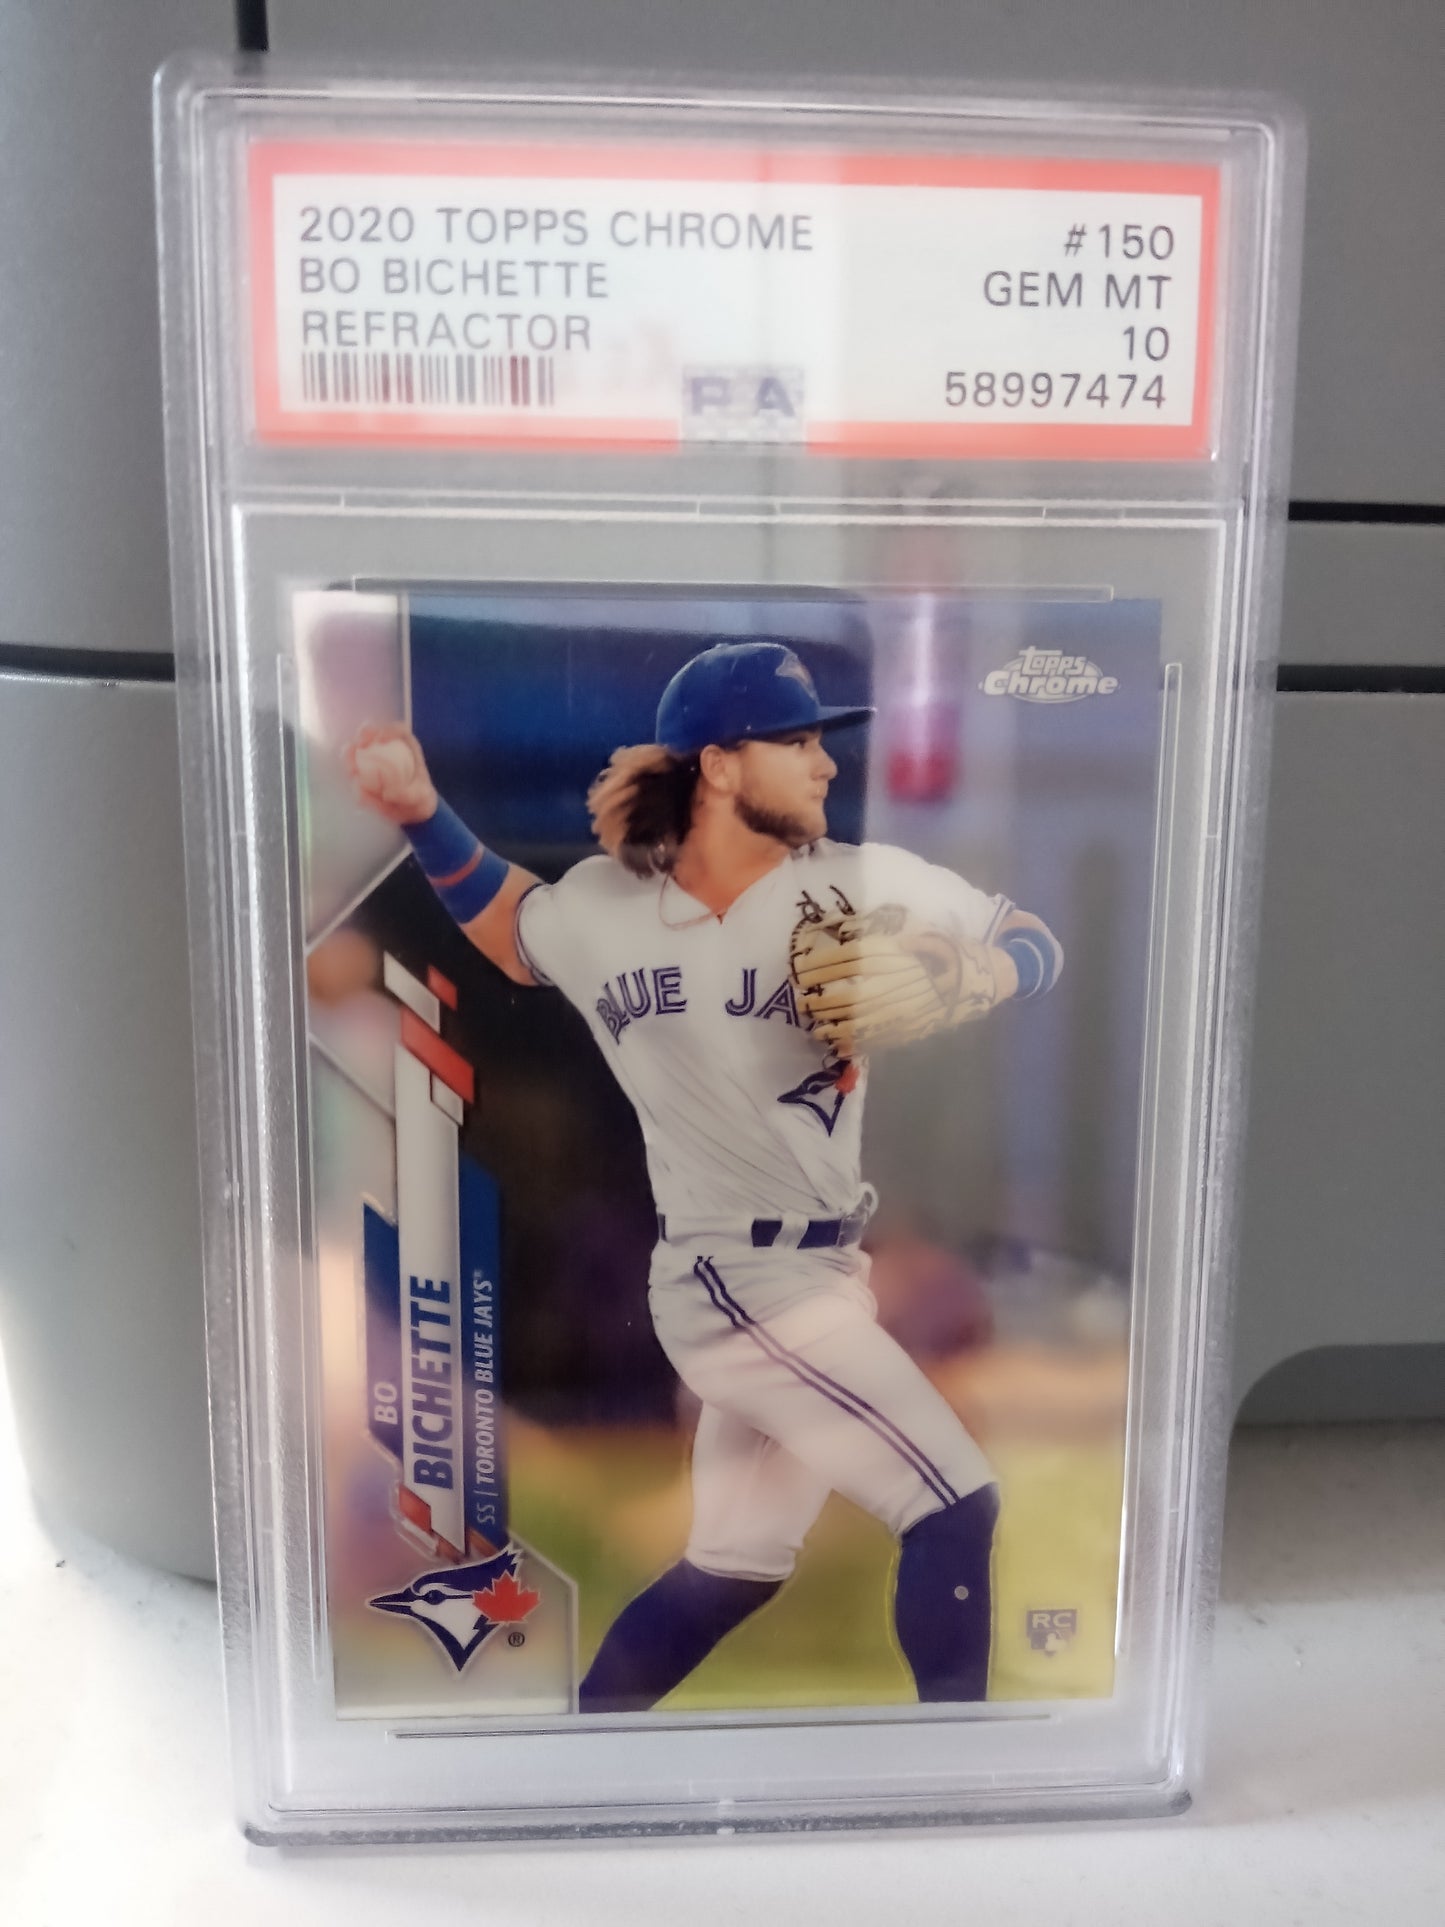 2020 TOPPS CHROME #150
BO BICHETTE GEM MT
REFRACTOR 10
58997474
PSA
Topps
Chrome
BLUE JA
BO
BICHETTE
SS | TORONTO BLUE JAYS®
®
RC